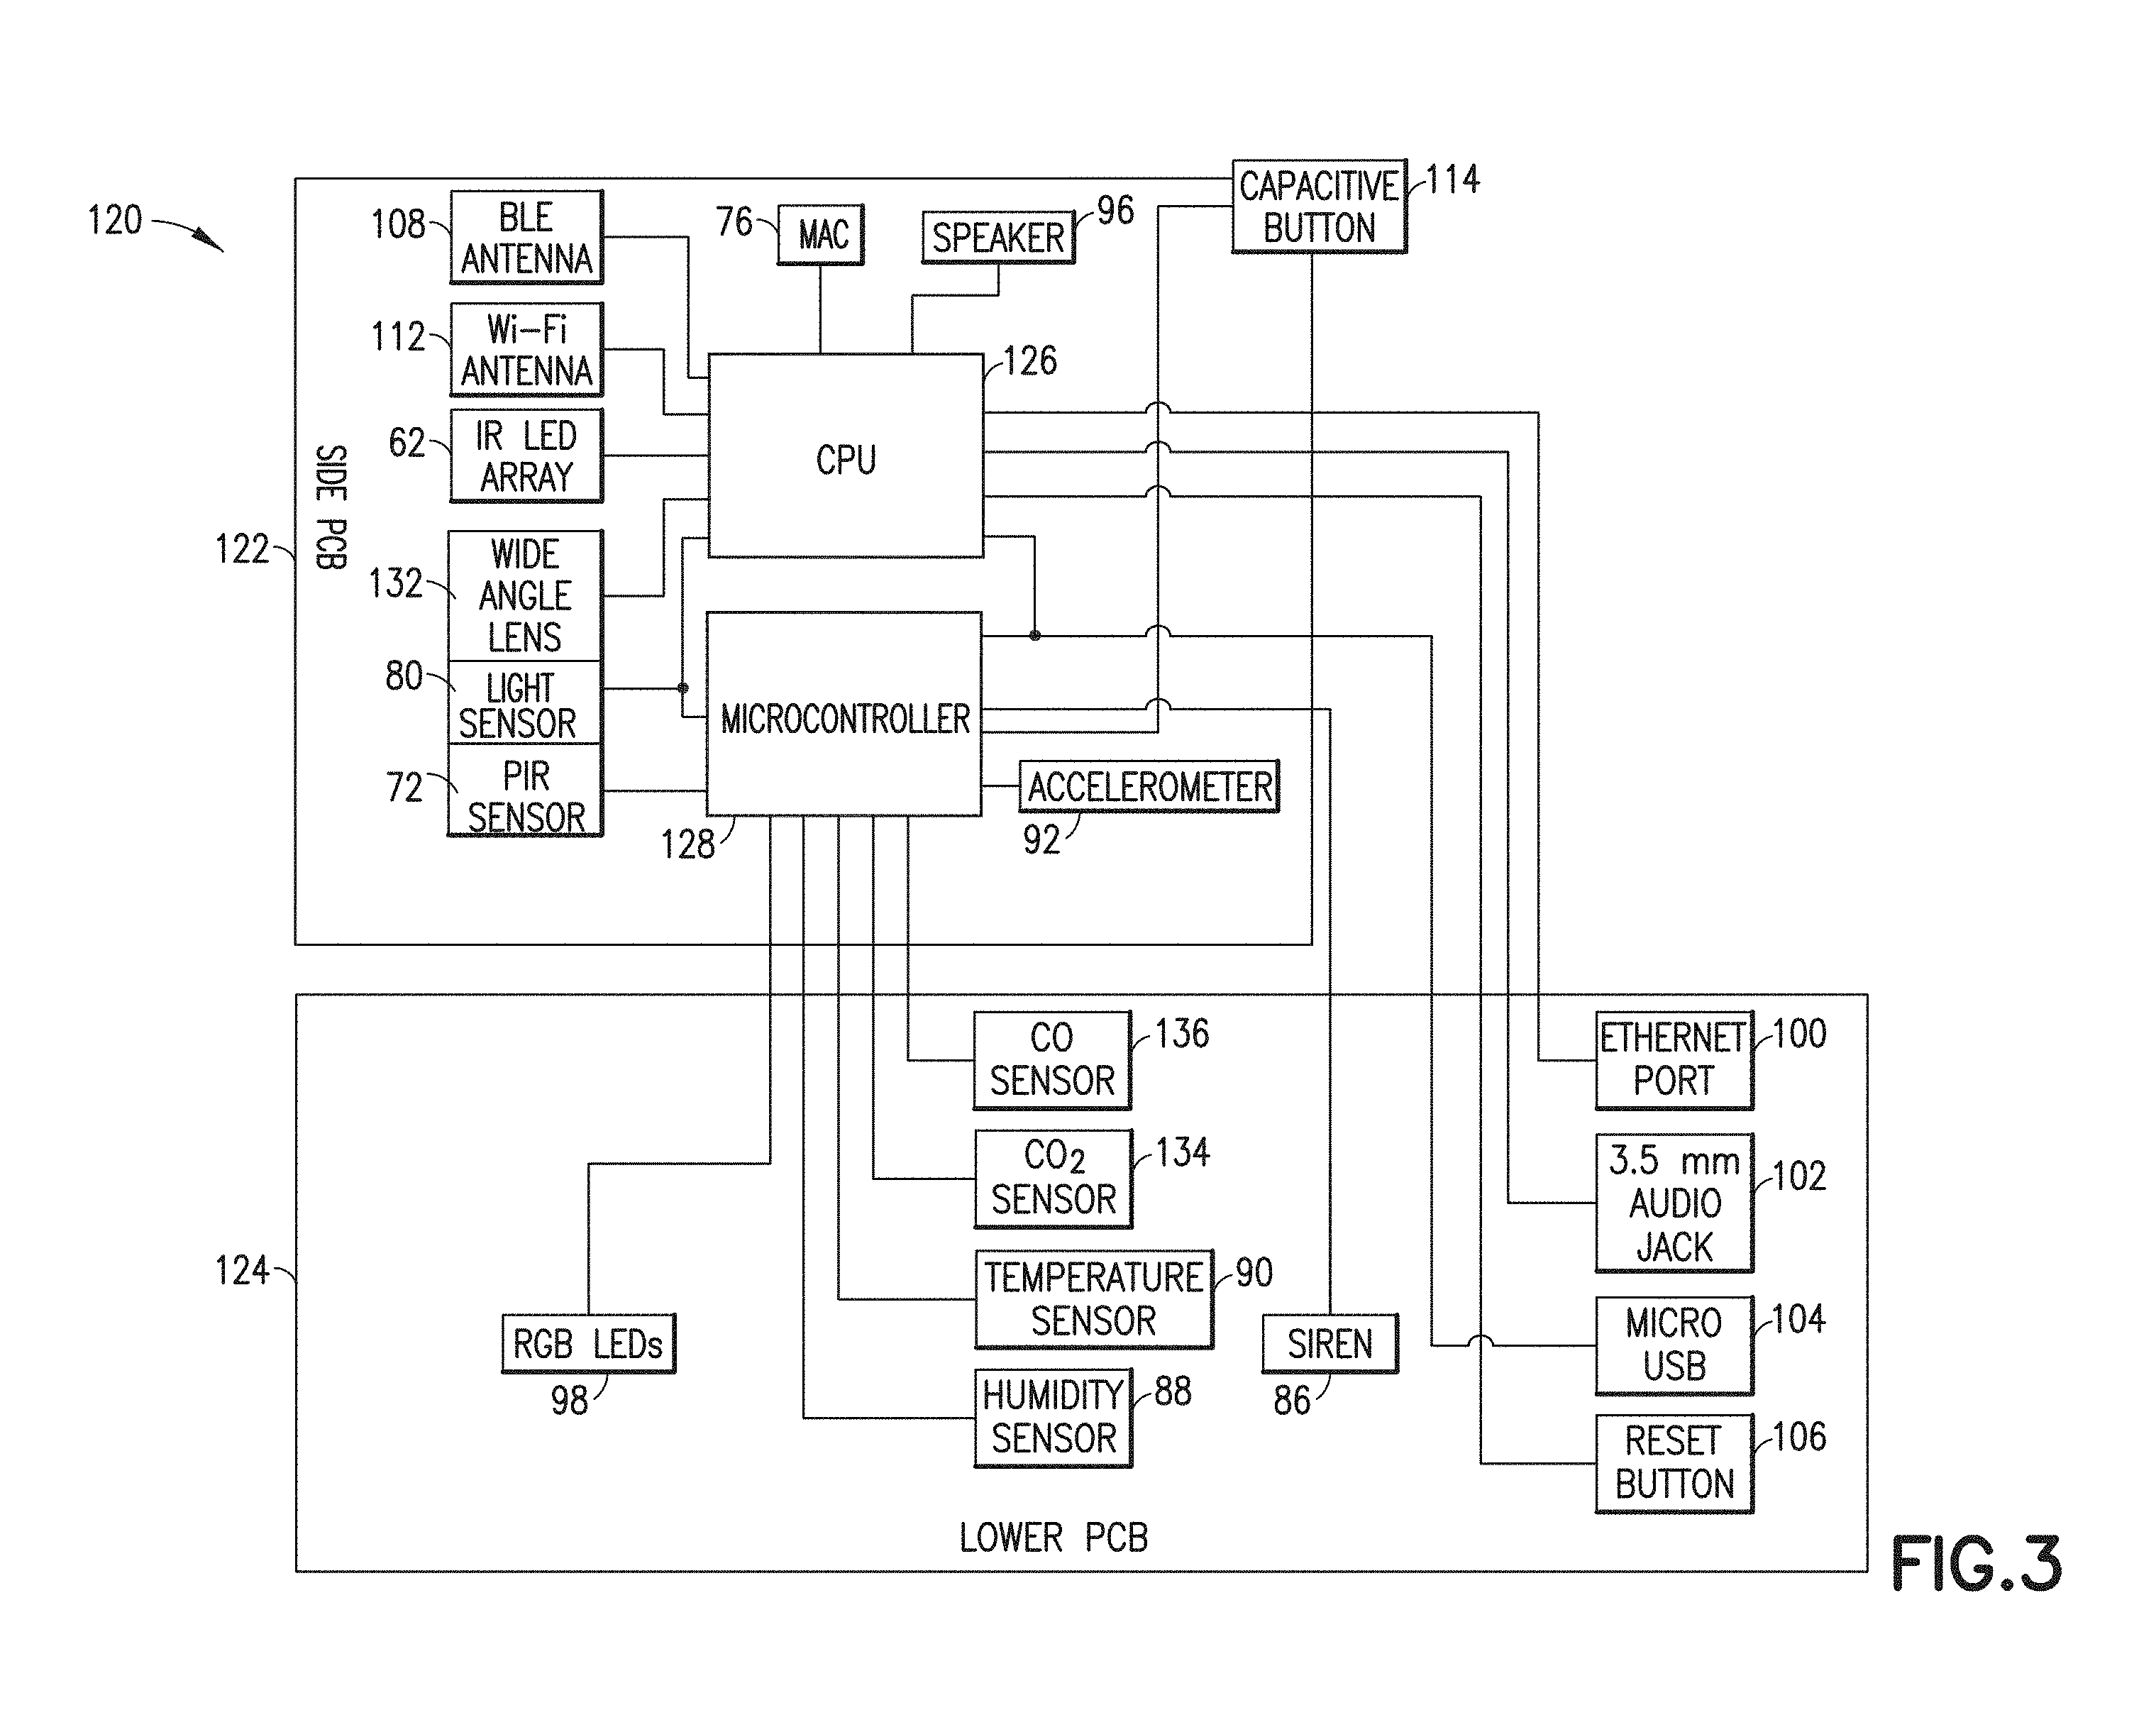 120
SIDE PCB
122
108
BLE
ANTENNA
112
Wi-Fi
ANTENNA
62
IR LED
ARRAY
132
WIDE
ANGLE
LENS
80
LIGHT
SENSOR
72
PIR
SENSOR
76
MAC
SPEAKER
96
CAPACITIVE
BUTTON
114
126
CPU
MICROCONTROLLER
128
ACCELEROMETER
92
124
CO
SENSOR
136
CO2
SENSOR
134
TEMPERATURE
SENSOR
90
HUMIDITY
SENSOR
88
RGB LEDs
98
SIREN
86
ETHERNET
PORT
100
3.5 mm
AUDIO
JACK
102
MICRO
USB
104
RESET
BUTTON
106
LOWER PCB
FIG.3